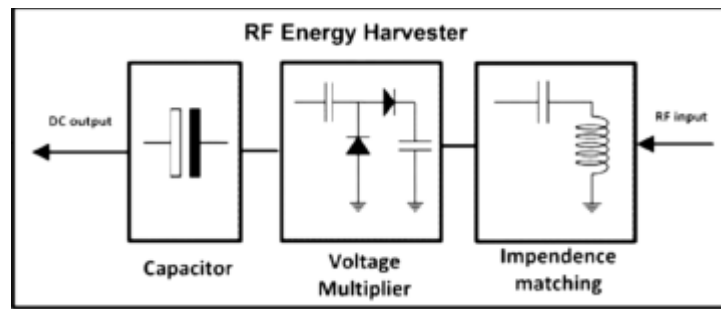 RF Energy Harvester
DC output
RF input
Capacitor
Voltage
Multiplier
Impendence
matching